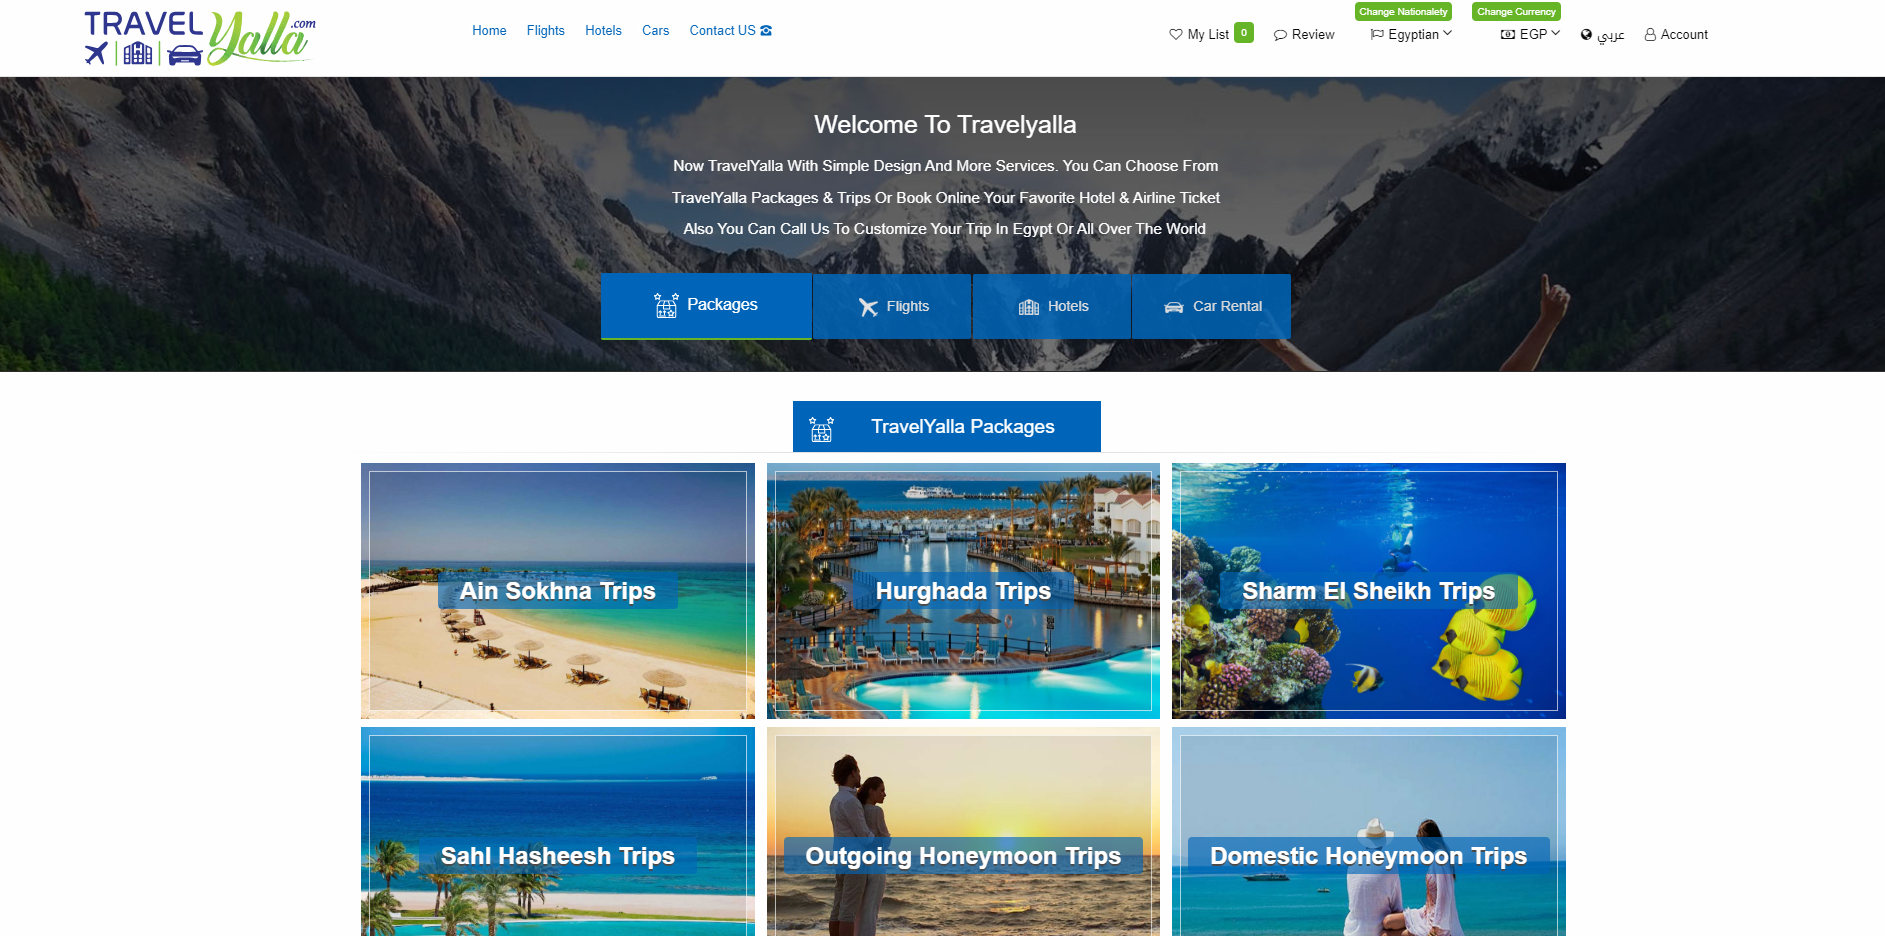 TRAVEL Yalla .com
Home Flights Hotels Cars Contact US
Change Nationalety
Change Currency
My List 0 Review Egyptian EGP عربي Account
Welcome To Travelyalla
Now TravelYalla With Simple Design And More Services. You Can Choose From
TravelYalla Packages & Trips Or Book Online Your Favorite Hotel & Airline Ticket
Also You Can Call Us To Customize Your Trip In Egypt Or All Over The World
Packages Flights Hotels Car Rental
TravelYalla Packages
Ain Sokhna Trips
Hurghada Trips
Sharm El Sheikh Trips
Sahl Hasheesh Trips
Outgoing Honeymoon Trips
Domestic Honeymoon Trips